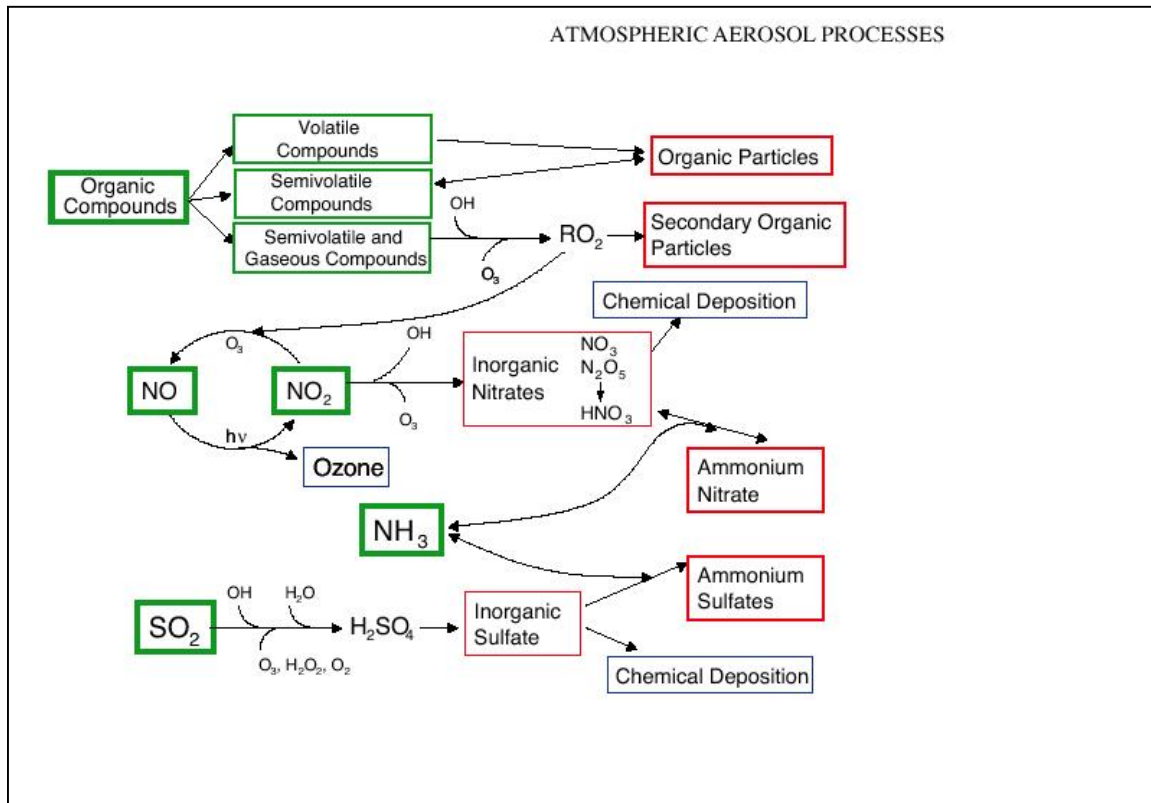 ATMOSPHERIC AEROSOL PROCESSES
Volatile
Compounds
Organic Particles
Organic
Compounds
Semivolatile
Compounds
OH
Semivolatile and
Gaseous Compounds
O₃
RO₂
Secondary Organic
Particles
Chemical Deposition
O₃
NO
NO₂
hν
Ozone
OH
O₃
Inorganic
Nitrates
NO₃
N₂O₅
HNO₃
Ammonium
Nitrate
NH₃
Ammonium
Sulfates
SO₂
OH
H₂O
O₃, H₂O₂, O₂
H₂SO₄
Inorganic
Sulfate
Chemical Deposition